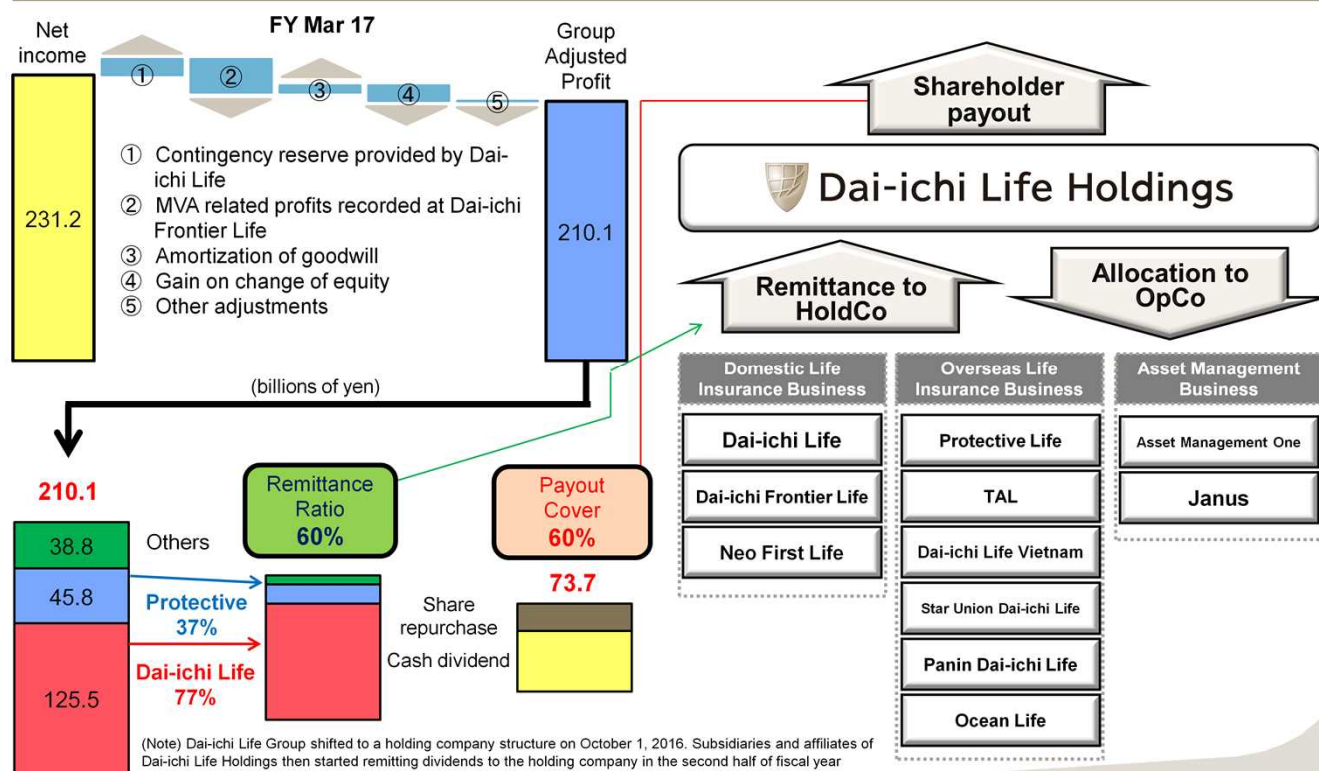 FY Mar 17
Net
income
Group
Adjusted
Profit
①
②
③
④
⑤
231.2
210.1
① Contingency reserve provided by Dai-
ichi Life
② MVA related profits recorded at Dai-ichi
Frontier Life
③ Amortization of goodwill
④ Gain on change of equity
⑤ Other adjustments
(billions of yen)
210.1
38.8
45.8
125.5
Others
Protective
37%
Dai-ichi Life
77%
Remittance
Ratio
60%
Payout
Cover
60%
73.7
Share
repurchase
Cash dividend
Shareholder
payout
Dai-ichi Life Holdings
Remittance to
HoldCo
Allocation to
OpCo
Domestic Life
Insurance Business
Dai-ichi Life
Dai-ichi Frontier Life
Neo First Life
Overseas Life
Insurance Business
Protective Life
TAL
Dai-ichi Life Vietnam
Star Union Dai-ichi Life
Panin Dai-ichi Life
Ocean Life
Asset Management
Business
Asset Management One
Janus
(Note) Dai-ichi Life Group shifted to a holding company structure on October 1, 2016. Subsidiaries and affiliates of
Dai-ichi Life Holdings then started remitting dividends to the holding company in the second half of fiscal year